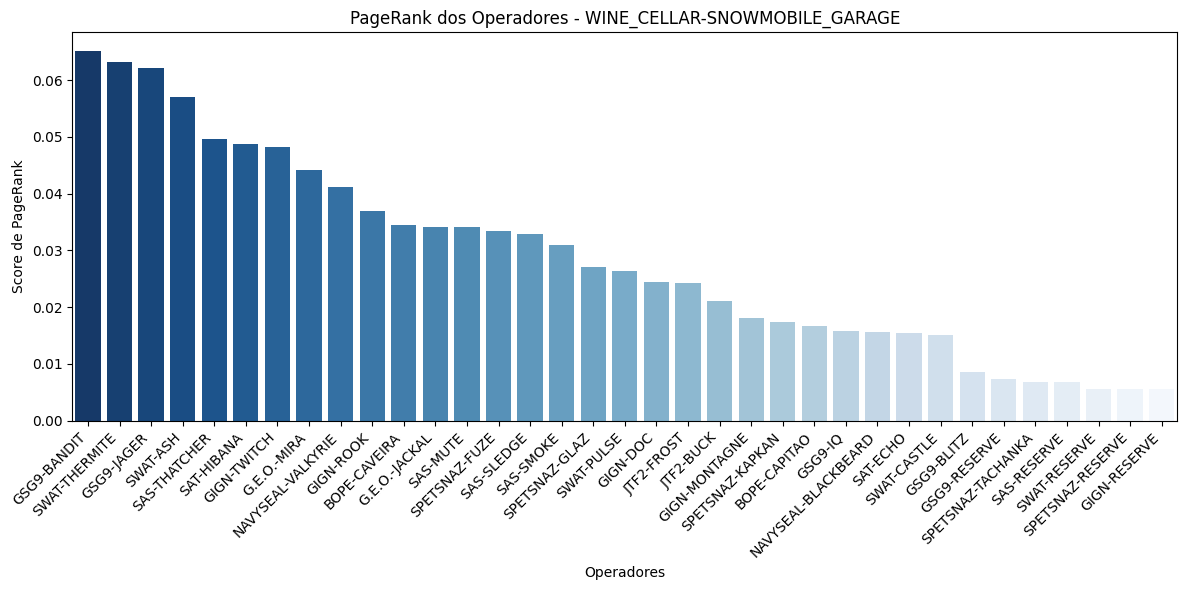 PageRank dos Operadores - WINE_CELLAR-SNOWMOBILE_GARAGE
Score de PageRank
0.06
0.05
0.04
0.03
0.02
0.01
0.00
GSG9-BANDIT
SWAT-THERMITE
GSG9-JAGER
SWAT-ASH
SAS-THATCHER
SAT-HIBANA
GIGN-TWITCH
G.E.O.-MIRA
NAVYSEAL-VALKYRIE
GIGN-ROOK
BOPE-CAVEIRA
G.E.O.-JACKAL
SAS-MUTE
SPETSNAZ-FUZE
SAS-SLEDGE
SAS-SMOKE
SPETSNAZ-GLAZ
SWAT-PULSE
GIGN-DOC
JTF2-FROST
JTF2-BUCK
GIGN-MONTAGNE
SPETSNAZ-KAPKAN
BOPE-CAPITAO
GSG9-IQ
NAVYSEAL-BLACKBEARD
SAT-ECHO
SWAT-CASTLE
GSG9-BLITZ
GSG9-RESERVE
SPETSNAZ-TACHANKA
SAS-RESERVE
SWAT-RESERVE
SPETSNAZ-RESERVE
GIGN-RESERVE
Operadores